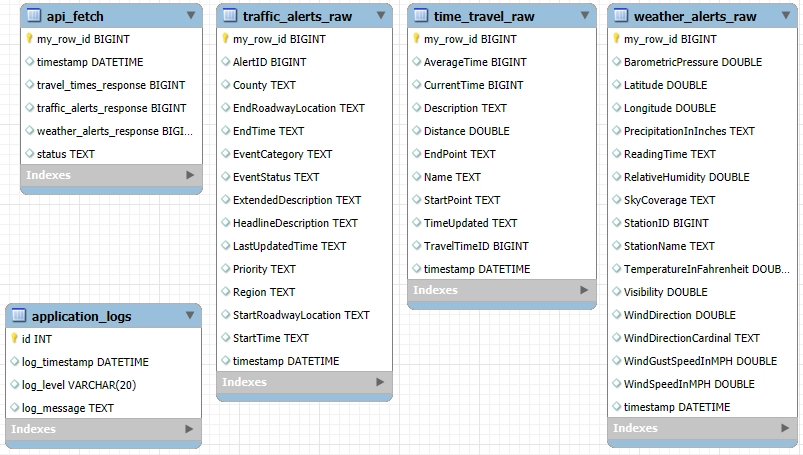 api_fetch
my_row_id BIGINT
timestamp DATETIME
travel_times_response BIGINT
traffic_alerts_response BIGINT
weather_alerts_response BIGI...
status TEXT
Indexes
traffic_alerts_raw
my_row_id BIGINT
AlertID BIGINT
County TEXT
EndRoadwayLocation TEXT
EndTime TEXT
EventCategory TEXT
EventStatus TEXT
ExtendedDescription TEXT
HeadlineDescription TEXT
LastUpdatedTime TEXT
Priority TEXT
Region TEXT
StartRoadwayLocation TEXT
StartTime TEXT
timestamp DATETIME
Indexes
time_travel_raw
my_row_id BIGINT
AverageTime BIGINT
CurrentTime BIGINT
Description TEXT
Distance DOUBLE
EndPoint TEXT
Name TEXT
StartPoint TEXT
TimeUpdated TEXT
TravelTimeID BIGINT
timestamp DATETIME
Indexes
weather_alerts_raw
my_row_id BIGINT
BarometricPressure DOUBLE
Latitude DOUBLE
Longitude DOUBLE
PrecipitationInInches TEXT
ReadingTime TEXT
RelativeHumidity DOUBLE
SkyCoverage TEXT
StationID BIGINT
StationName TEXT
TemperatureInFahrenheit DOUB...
Visibility DOUBLE
WindDirection DOUBLE
WindDirectionCardinal TEXT
WindGustSpeedInMPH DOUBLE
WindSpeedInMPH DOUBLE
timestamp DATETIME
Indexes
application_logs
id INT
log_timestamp DATETIME
log_level VARCHAR(20)
log_message TEXT
Indexes